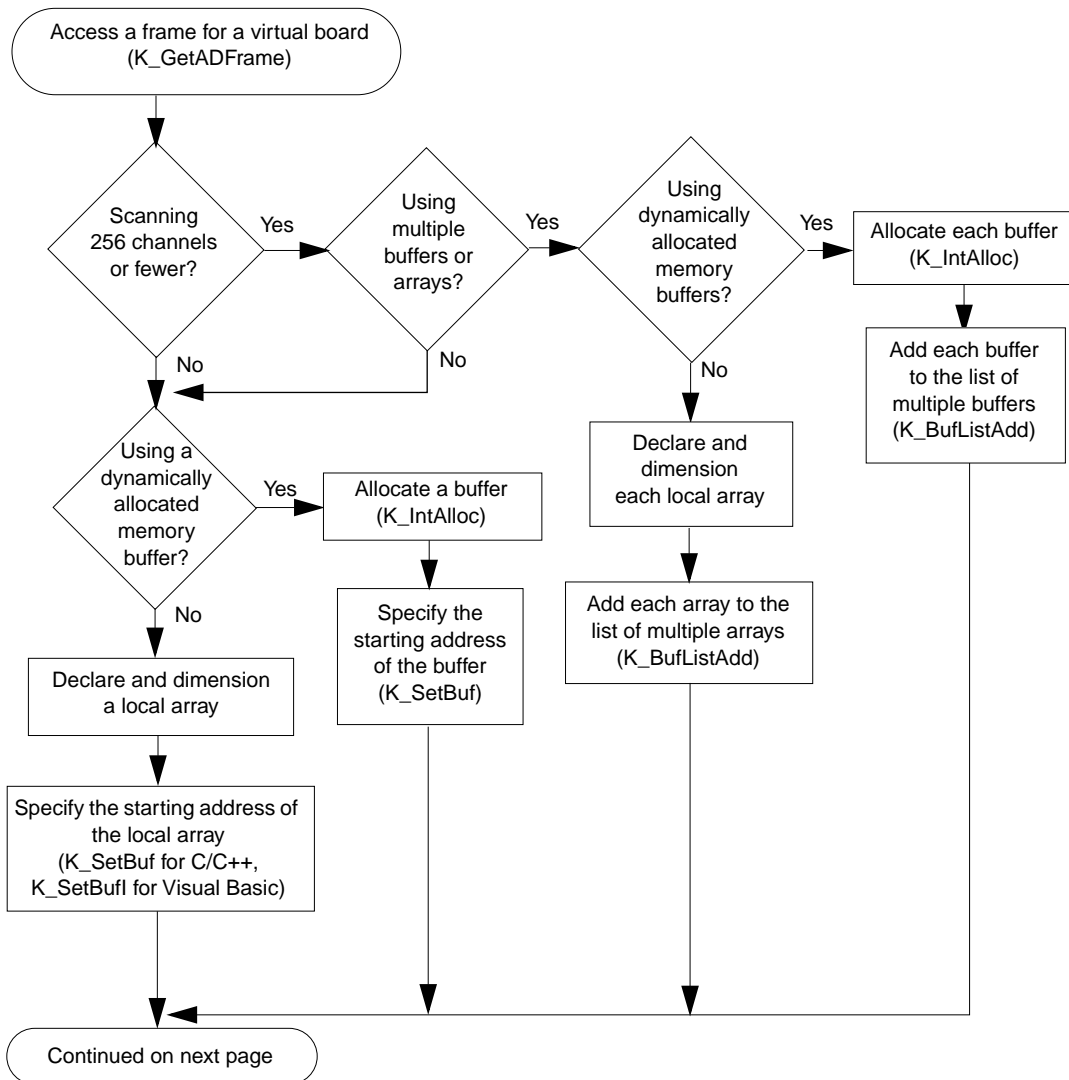 Access a frame for a virtual board
(K_GetADFrame)
Scanning
256 channels
or fewer?
Yes
No
Using
multiple
buffers or
arrays?
Yes
No
Using
dynamically
allocated
memory
buffers?
Yes
No
Allocate each buffer
(K_IntAlloc)
Add each buffer
to the list of
multiple buffers
(K_BufListAdd)
Declare and
dimension
each local array
Add each array to the
list of multiple arrays
(K_BufListAdd)
Using a
dynamically
allocated
memory
buffer?
Yes
No
Allocate a buffer
(K_IntAlloc)
Specify the
starting address
of the buffer
(K_SetBuf)
Declare and dimension
a local array
Specify the starting address of
the local array
(K_SetBuf for C/C++,
K_SetBufI for Visual Basic)
Continued on next page